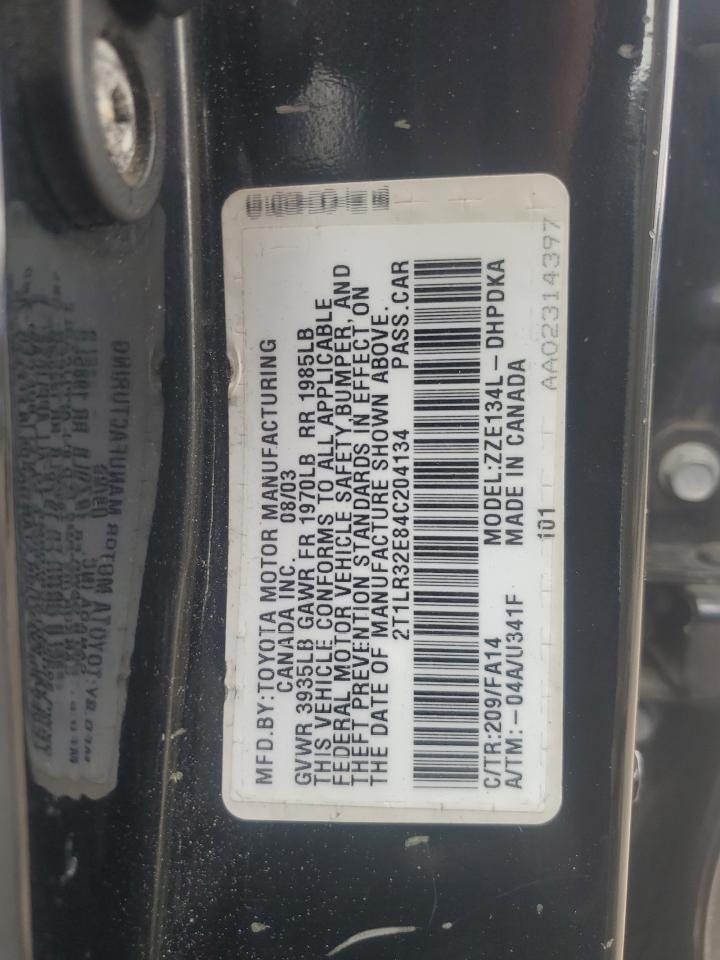 MFD.BY:TOYOTA MOTOR MANUFACTURING
CANADA INC. 08/03
GVWR 3935LB GAWR FR 1970LB RR 1985LB
THIS VEHICLE CONFORMS TO ALL APPLICABLE
FEDERAL MOTOR VEHICLE SAFETY, BUMPER, AND
THEFT PREVENTION STANDARDS IN EFFECT ON
THE DATE OF MANUFACTURE SHOWN ABOVE.
2T1LR32E84C204134 PASS.CAR
C/TR:209/FA14 MODEL:ZZE134L-DHPDKA
A/TM:-04A/U341F MADE IN CANADA
101
AA02314397